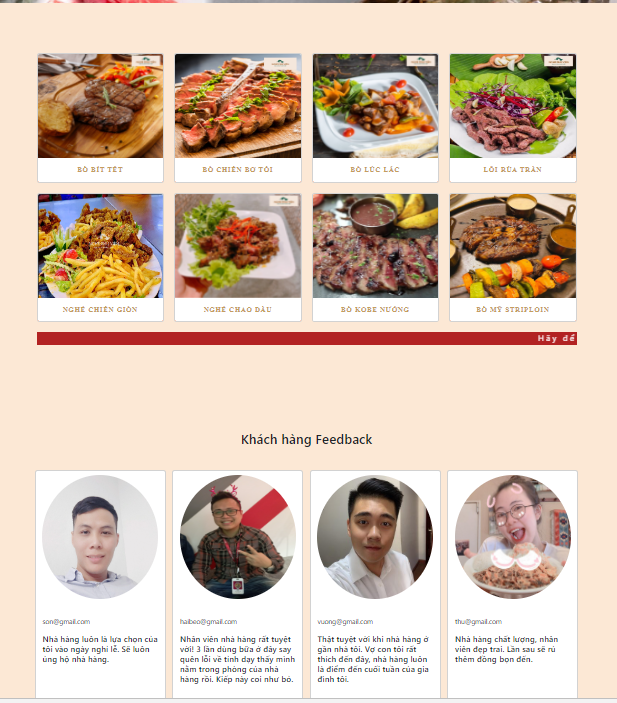 BÒ BÍT TẾT
BÒ CHIÊN BƠ TỎI
BÒ LÚC LẮC
LÕI RÙA TRẦN
NGHÉ CHIÊN GIÒN
NGHÉ CHAO DẦU
BÒ KOBE NƯỚNG
BÒ MỸ STRIPLOIN
Hãy để
Khách hàng Feedback
son@gmail.com
Nhà hàng luôn là lựa chọn của
tôi vào ngày nghỉ lễ. Sẽ luôn
ủng hộ nhà hàng.
haibeo@gmail.com
Nhân viên nhà hàng rất tuyệt
vời! 3 lần dùng bữa ở đây say
quên lỗi về tỉnh dạy thấy mình
nằm trong phòng của nhà
hàng rồi. Kiếp này coi như bỏ.
vuong@gmail.com
Thật tuyệt vời khi nhà hàng ở
gần nhà tôi. Vợ con tôi rất
thích đến đây, nhà hàng luôn
là điểm đến cuối tuần của gia
đình tôi.
thu@gmail.com
Nhà hàng chất lượng, nhân
viên đẹp trai. Lần sau sẽ rủ
thêm đồng bọn đến.